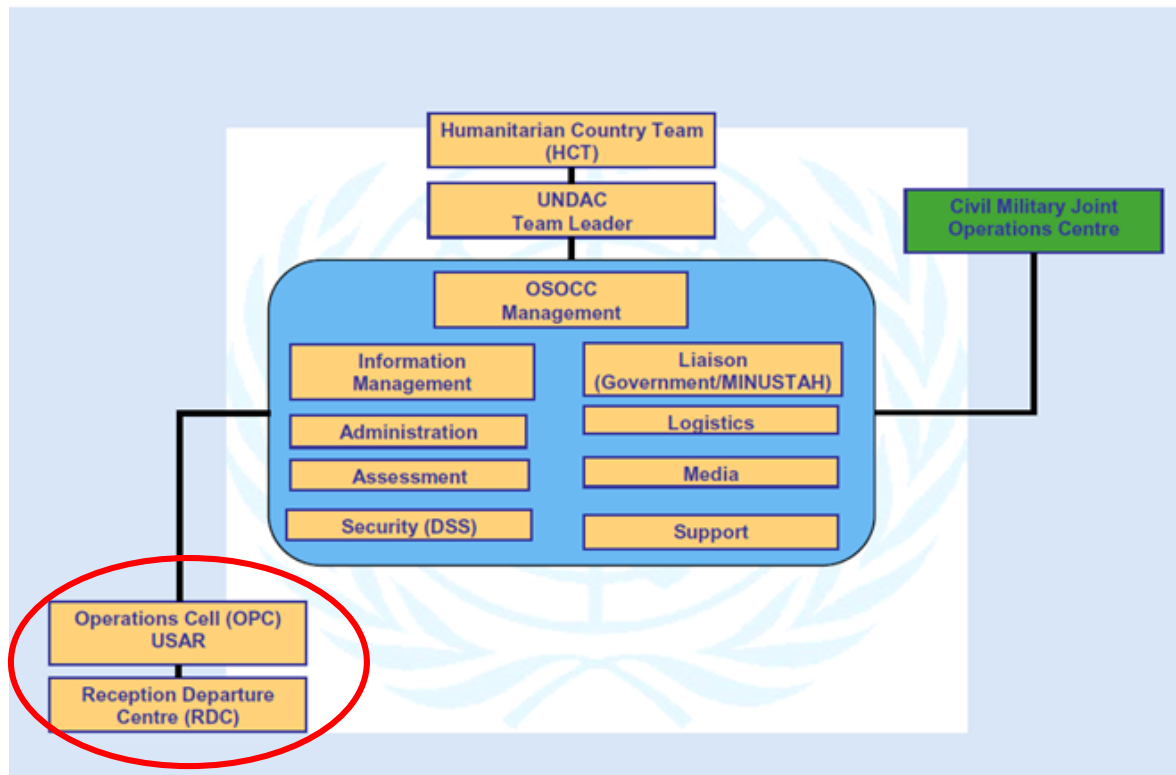 Humanitarian Country Team
(HCT)
UNDAC
Team Leader
Civil Military Joint
Operations Centre
OSOCC
Management
Information
Management
Liaison
(Government/MINUSTAH)
Administration
Logistics
Assessment
Media
Security (DSS)
Support
Operations Cell (OPC)
USAR
Reception Departure
Centre (RDC)